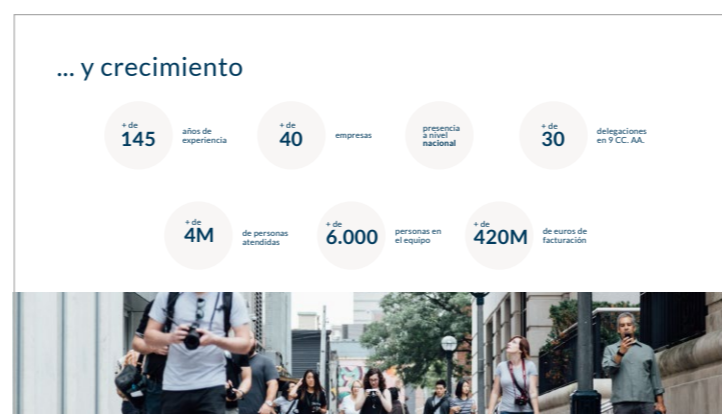 ... y crecimiento
+ de
145
años de
experiencia
+ de
40
empresas
presencia
a nivel
nacional
+ de
30
delegaciones
en 9 CC. AA.
+ de
4M
de personas
atendidas
+ de
6.000
personas en
el equipo
+ de
420M
de euros de
facturación